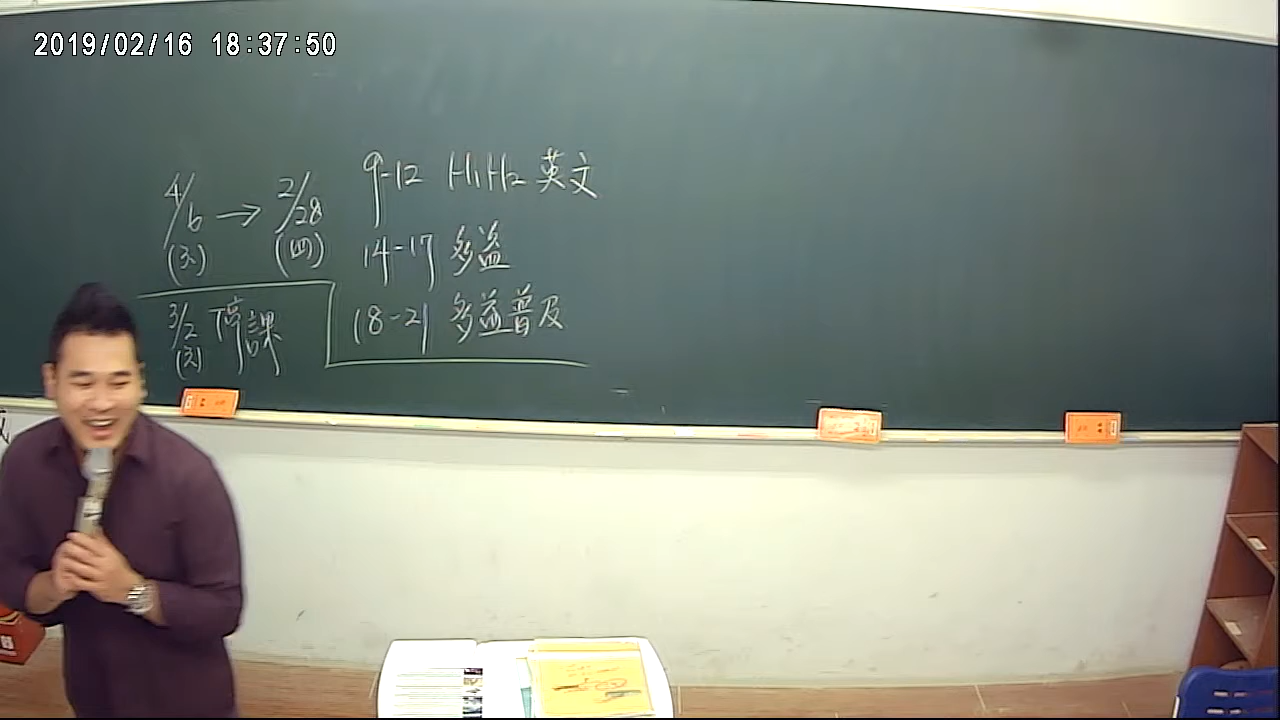 2019/02/16 18:37:50
4/6 → 2/28
(六) (四)
9-12 H1H2 英文
14-17 多益
18-21 多益普及
3/2 停課
(六)